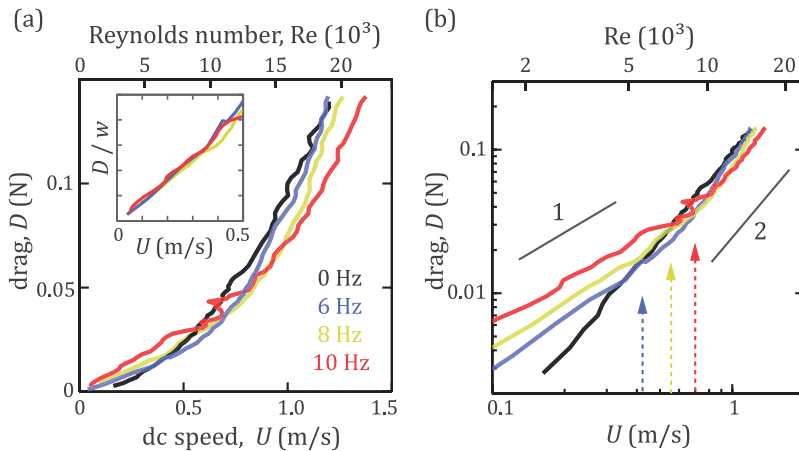 (a)
Reynolds number, Re (10³)
0 5 10 15 20
drag, D (N)
0.1
0.05
0
D / w
0 0.5
U (m/s)
0 Hz
6 Hz
8 Hz
10 Hz
0 0.5 1.0 1.5
dc speed, U (m/s)
(b)
Re (10³)
2 5 10 20
drag, D (N)
0.1
0.01
1
2
0.1 1
U (m/s)